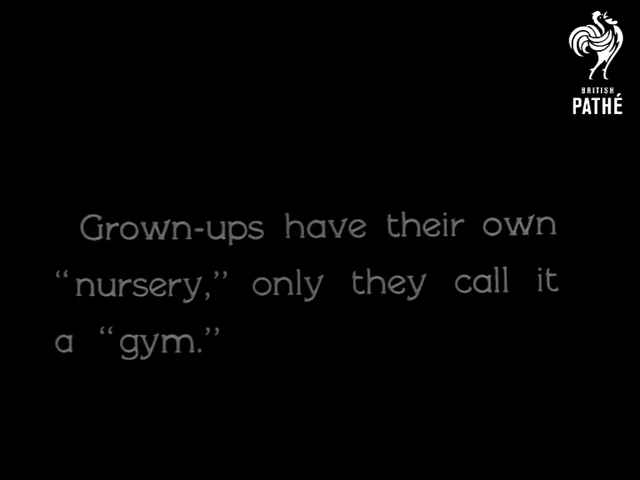 BRITISH
PATHÉ
Grown-ups have their own
“nursery,” only they call it
a “gym.”